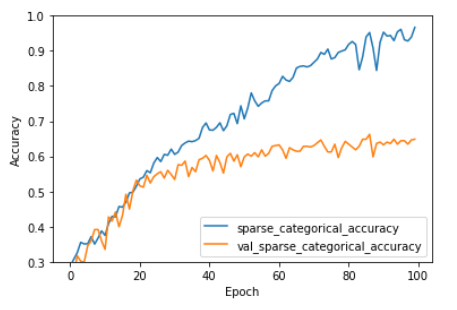 1.0
0.9
0.8
0.7
0.6
0.5
0.4
0.3
Accuracy
sparse_categorical_accuracy
val_sparse_categorical_accuracy
0 20 40 60 80 100
Epoch